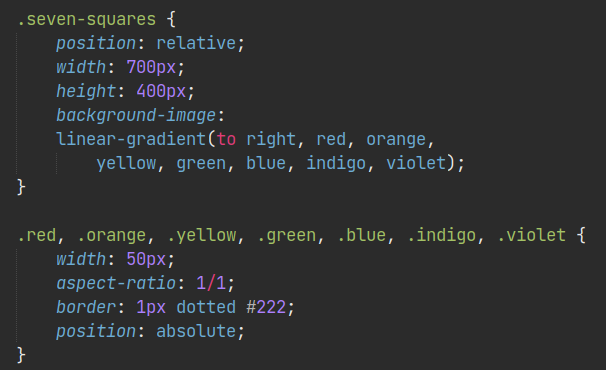 .seven-squares {
    position: relative;
    width: 700px;
    height: 400px;
    background-image:
    linear-gradient(to right, red, orange,
        yellow, green, blue, indigo, violet);
}

.red, .orange, .yellow, .green, .blue, .indigo, .violet {
    width: 50px;
    aspect-ratio: 1/1;
    border: 1px dotted #222;
    position: absolute;
}